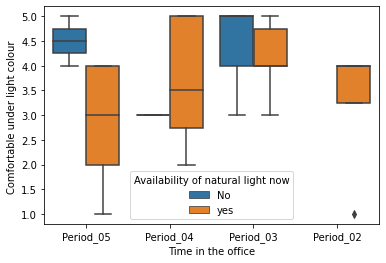 Comfortable under light colour
5.0
4.5
4.0
3.5
3.0
2.5
2.0
1.5
1.0
Availability of natural light now
No
yes
Period_05
Period_04
Period_03
Period_02
Time in the office